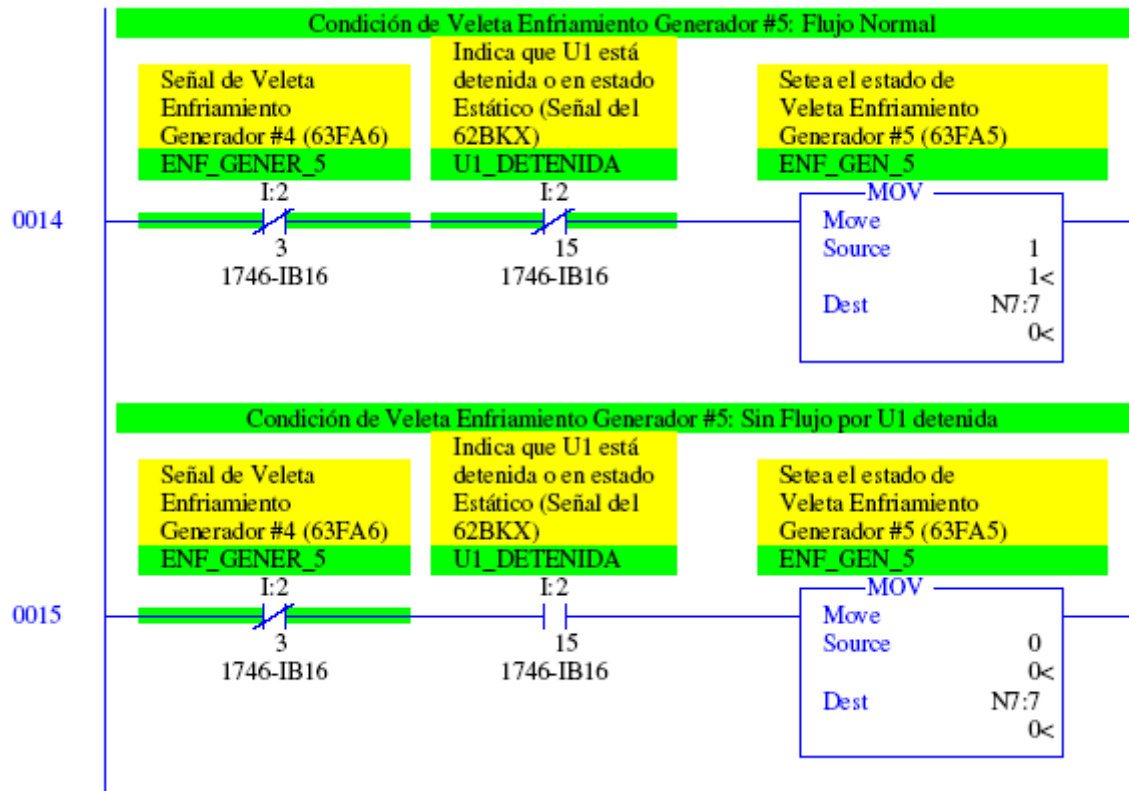 Condición de Veleta Enfriamiento Generador #5: Flujo Normal
Señal de Veleta
Enfriamiento
Generador #4 (63FA6)
ENF_GENER_5
Indica que U1 está
detenida o en estado
Estático (Señal del
62BKX)
U1_DETENIDA
Setea el estado de
Veleta Enfriamiento
Generador #5 (63FA5)
ENF_GEN_5
0014
I:2
3
1746-IB16
I:2
15
1746-IB16
MOV
Move
Source 1
1<
Dest N7:7
0<
Condición de Veleta Enfriamiento Generador #5: Sin Flujo por U1 detenida
Señal de Veleta
Enfriamiento
Generador #4 (63FA6)
ENF_GENER_5
Indica que U1 está
detenida o en estado
Estático (Señal del
62BKX)
U1_DETENIDA
Setea el estado de
Veleta Enfriamiento
Generador #5 (63FA5)
ENF_GEN_5
0015
I:2
3
1746-IB16
I:2
15
1746-IB16
MOV
Move
Source 0
0<
Dest N7:7
0<